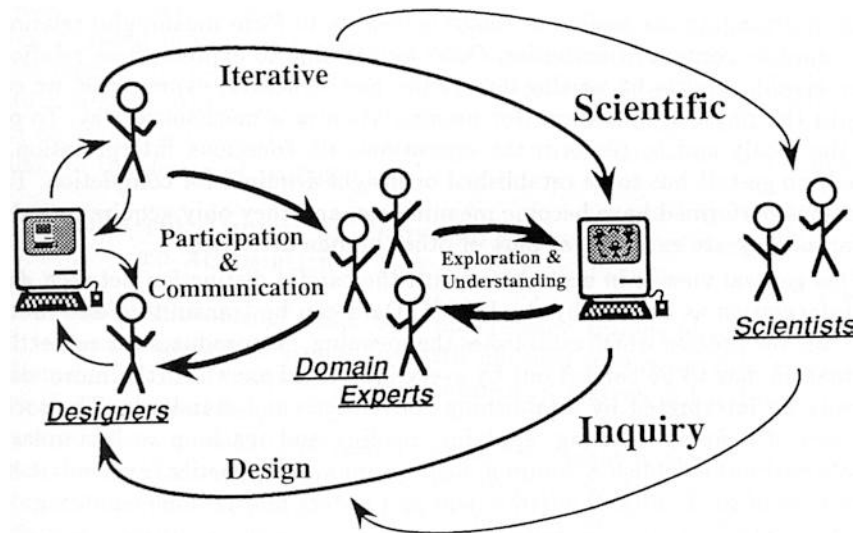 Iterative
Scientific
Participation
&
Communication
Exploration &
Understanding
Scientists
Designers
Domain
Experts
Design
Inquiry